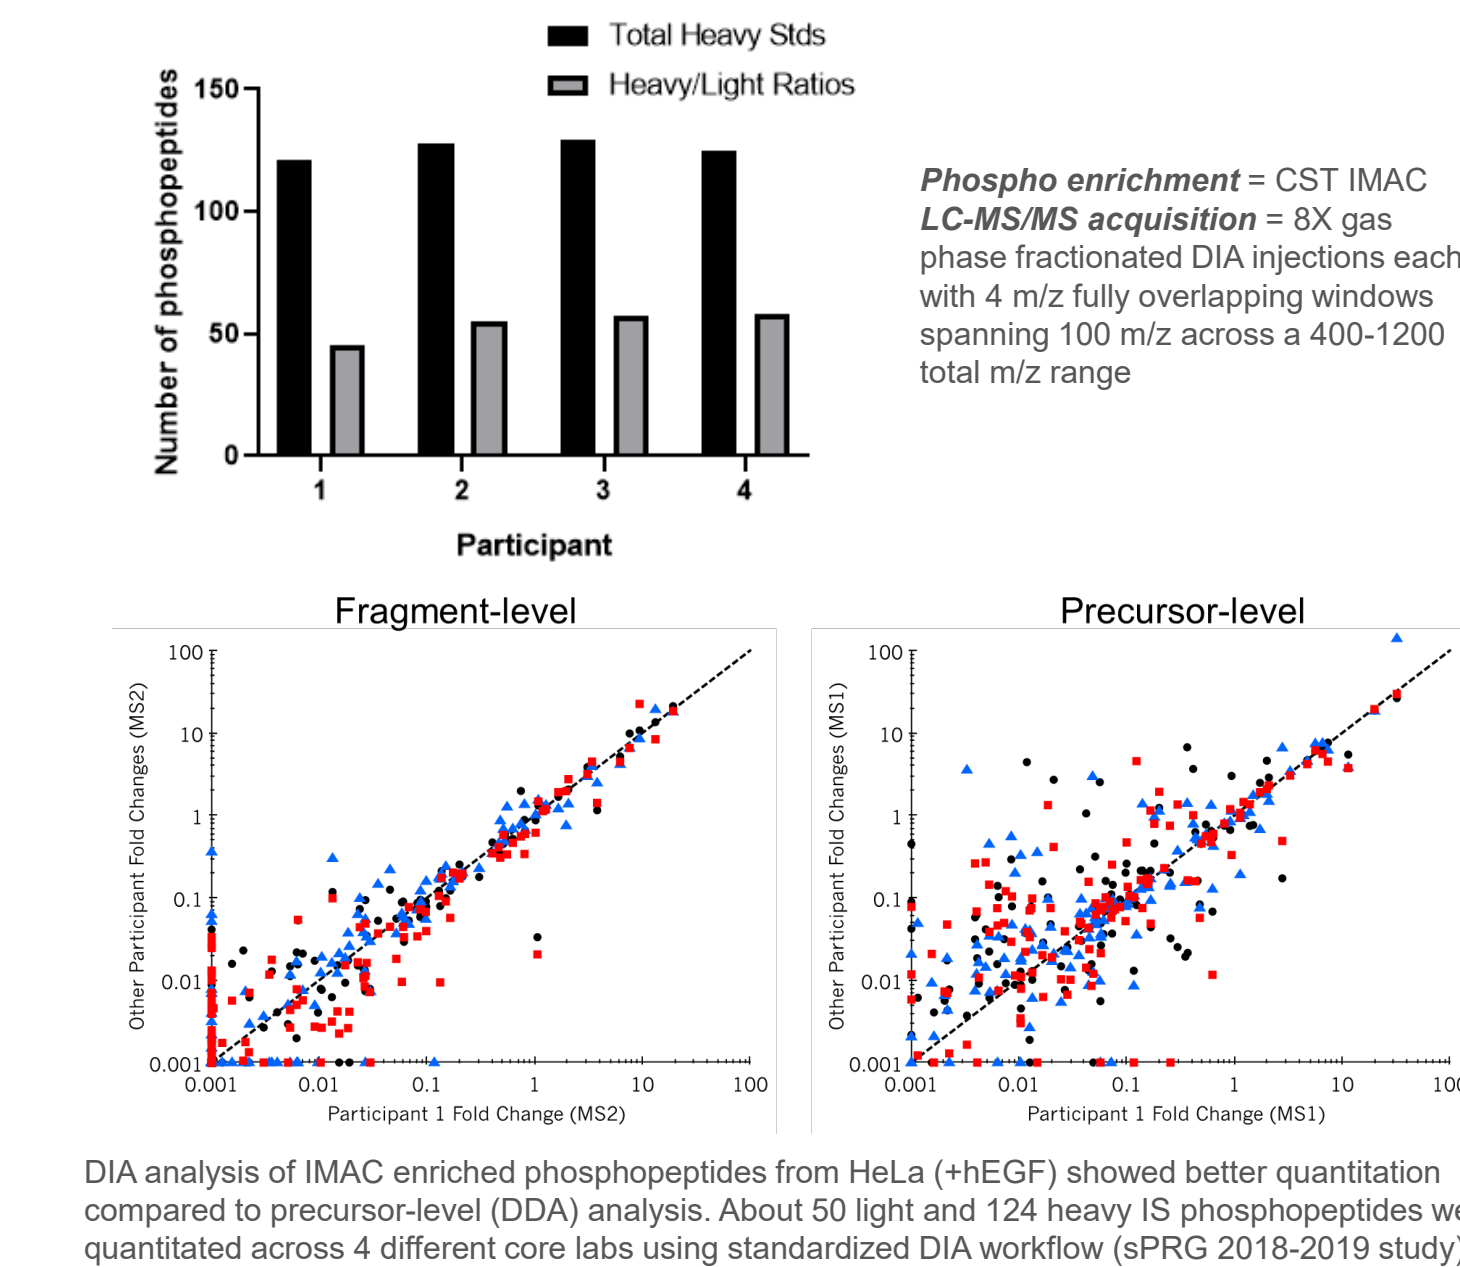 Total Heavy Stds
Heavy/Light Ratios
Number of phosphopeptides
150
100
50
0
1 2 3 4
Participant
Phospho enrichment = CST IMAC
LC-MS/MS acquisition = 8X gas
phase fractionated DIA injections each
with 4 m/z fully overlapping windows
spanning 100 m/z across a 400-1200
total m/z range
Fragment-level
Other Participant Fold Changes (MS2)
100
10
1
0.1
0.01
0.001
0.001 0.01 0.1 1 10 100
Participant 1 Fold Change (MS2)
Precursor-level
Other Participant Fold Changes (MS1)
100
10
1
0.1
0.01
0.001
0.001 0.01 0.1 1 10 100
Participant 1 Fold Change (MS1)
DIA analysis of IMAC enriched phosphopeptides from HeLa (+hEGF) showed better quantitation
compared to precursor-level (DDA) analysis. About 50 light and 124 heavy IS phosphopeptides we
quantitated across 4 different core labs using standardized DIA workflow (sPRG 2018-2019 study)